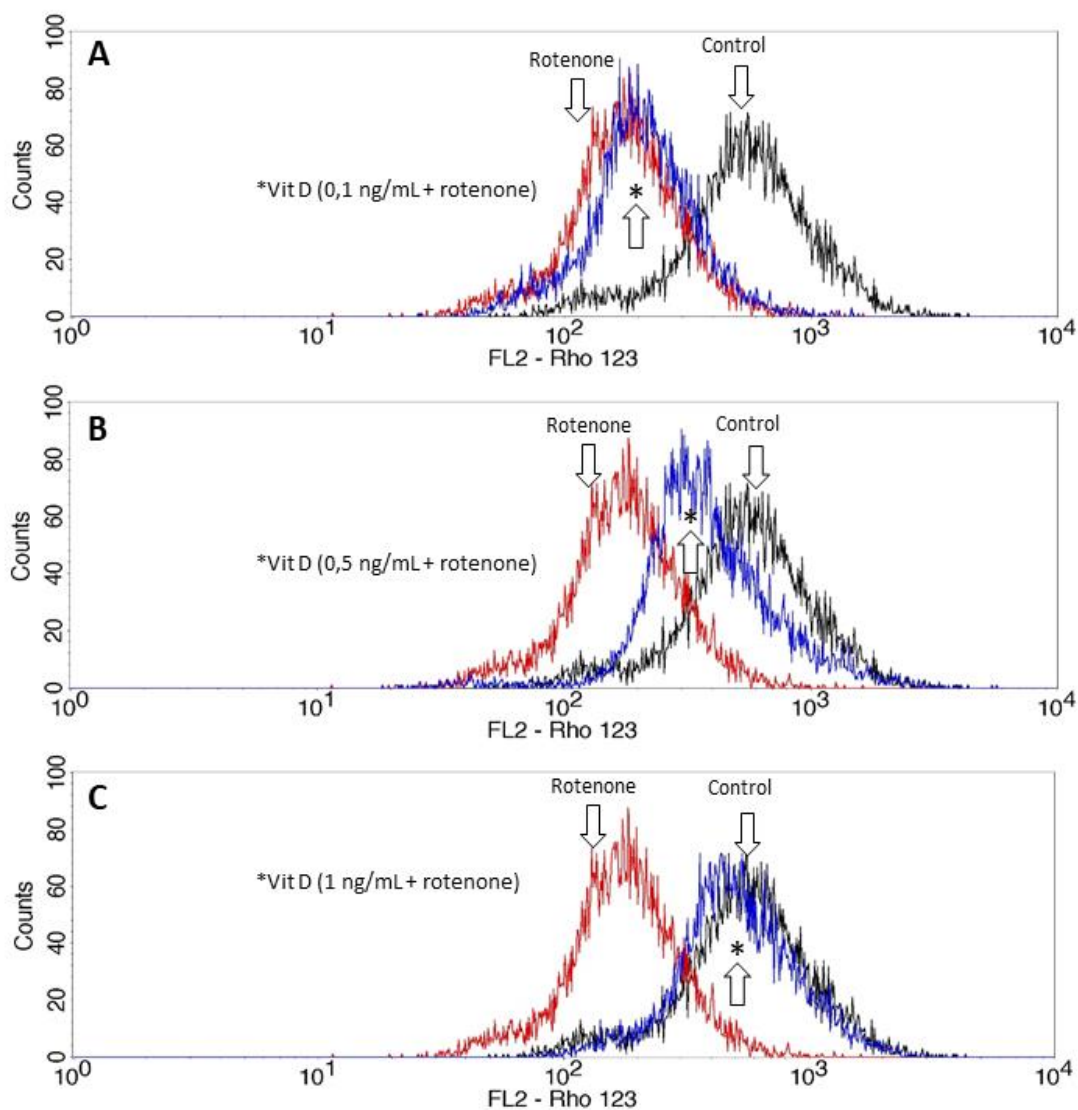 A
Rotenone
Control
*Vit D (0,1 ng/mL+ rotenone)
*
Counts
0 20 40 60 80 100
10^0 10^1 10^2 10^3 10^4
FL2 - Rho 123
B
Rotenone
Control
*Vit D (0,5 ng/mL+ rotenone)
*
Counts
0 20 40 60 80 100
10^0 10^1 10^2 10^3 10^4
FL2 - Rho 123
C
Rotenone
Control
*Vit D (1 ng/mL+ rotenone)
*
Counts
0 20 40 60 80 100
10^0 10^1 10^2 10^3 10^4
FL2 - Rho 123